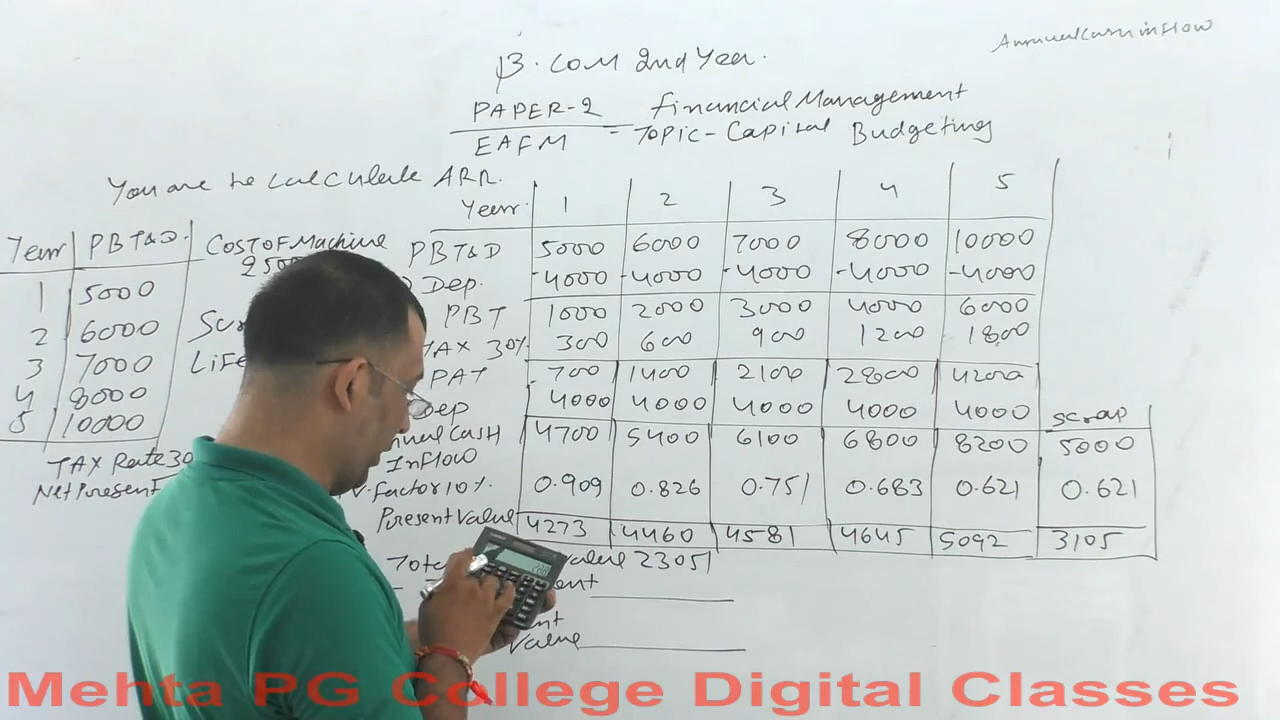 Annual Cash inflow
B. COM 2nd Year.
PAPER-2 Financial Management
EAFM = Topic- Capital Budgeting
You are to calculate ARR.
Year PBT&D.
1 5000
2 6000
3 7000
4 8000
5 10000
COST OF Machine
LiFe
TAX Rate 30
Net Present
Year 1 2 3 4 5
PBT&D 5000 6000 7000 8000 10000
Dep. -4000 -4000 -4000 -4000 -4000
PBT 1000 2000 3000 4000 6000
TAX 30% 300 600 900 1200 1800
PAT 700 1400 2100 2800 4200
Dep 4000 4000 4000 4000 4000 scrap
Cash 4700 5400 6100 6800 8200 5000
InFlow
Factor 10% 0.909 0.826 0.751 0.683 0.621 0.621
Present Value 4273 4460 4581 4645 5092 3105
value 23051
Value
Mehta PG College Digital Classes